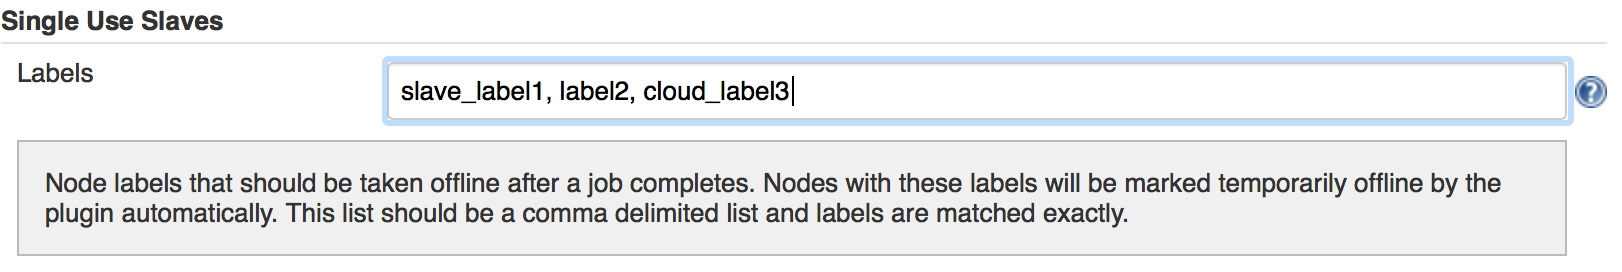 Single Use Slaves
Labels
slave_label1, label2, cloud_label3
?
Node labels that should be taken offline after a job completes. Nodes with these labels will be marked temporarily offline by the
plugin automatically. This list should be a comma delimited list and labels are matched exactly.